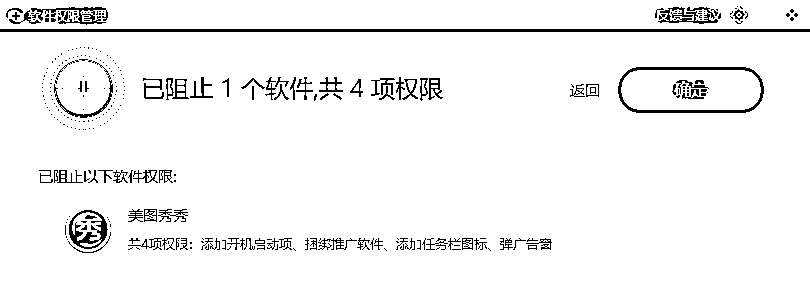 软件权限管理
反馈与建议
已阻止 1 个软件,共 4 项权限
返回
确定
已阻止以下软件权限:
秀
美图秀秀
共4项权限：添加开机启动项、捆绑推广软件、添加任务栏图标、弹广告窗